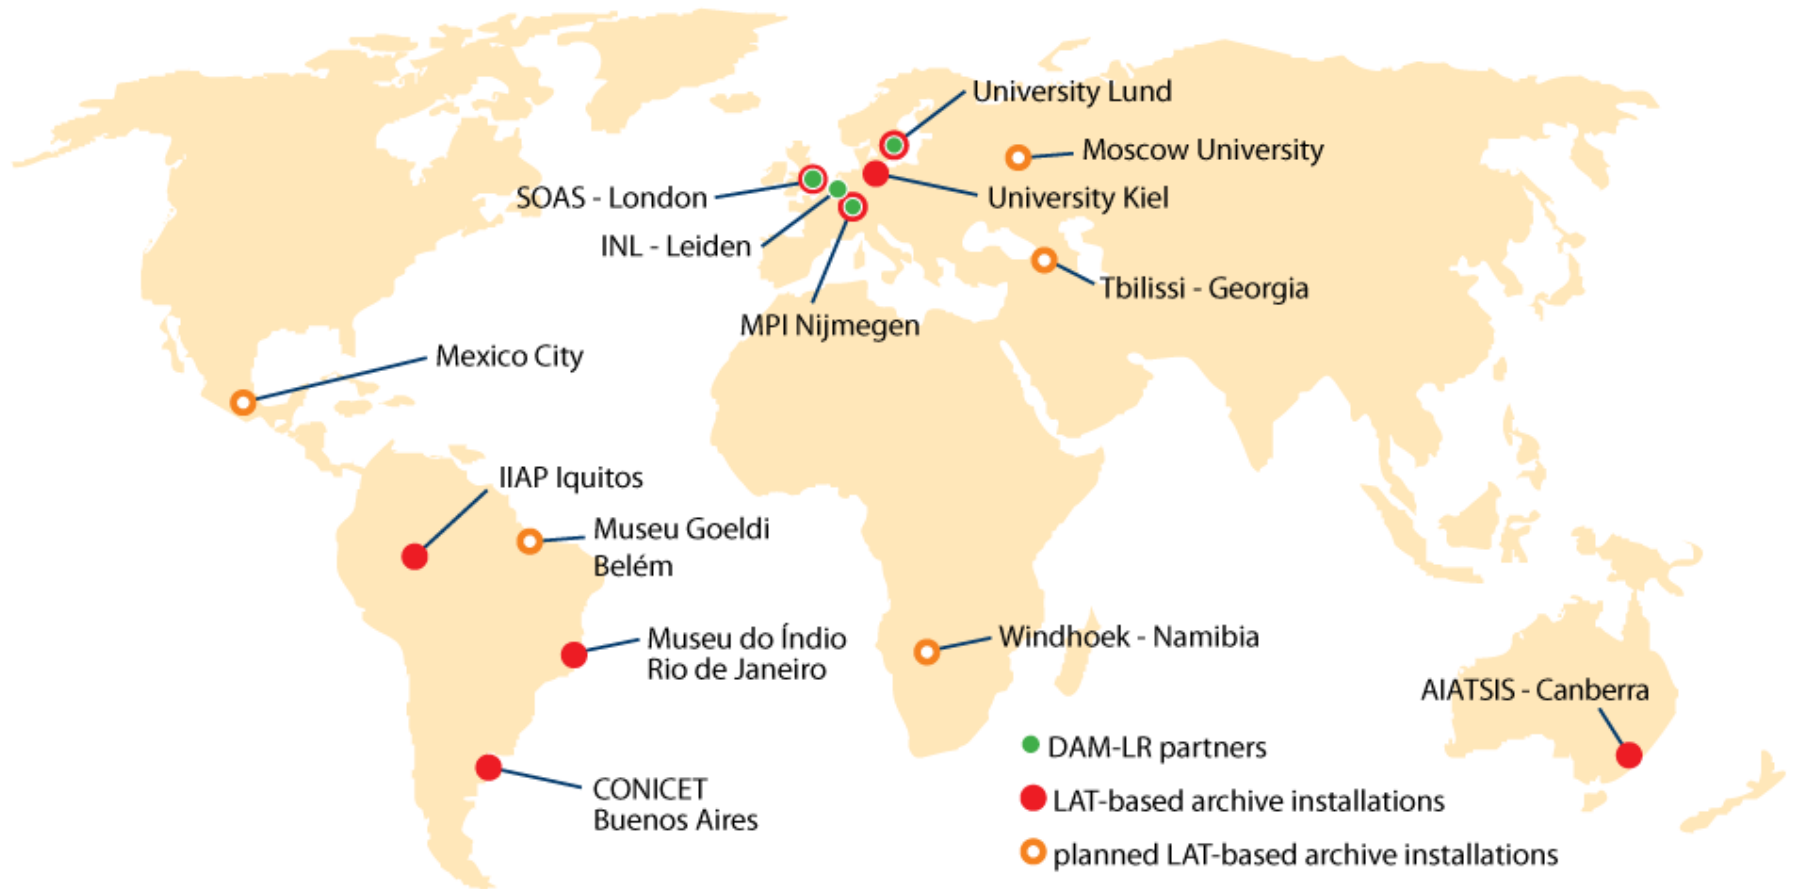 University Lund
Moscow University
SOAS - London
University Kiel
INL - Leiden
Tbilissi - Georgia
MPI Nijmegen
Mexico City
IIAP Iquitos
Museu Goeldi
Belém
Museu do Índio
Rio de Janeiro
Windhoek - Namibia
AIATSIS - Canberra
CONICET
Buenos Aires
DAM-LR partners
LAT-based archive installations
planned LAT-based archive installations